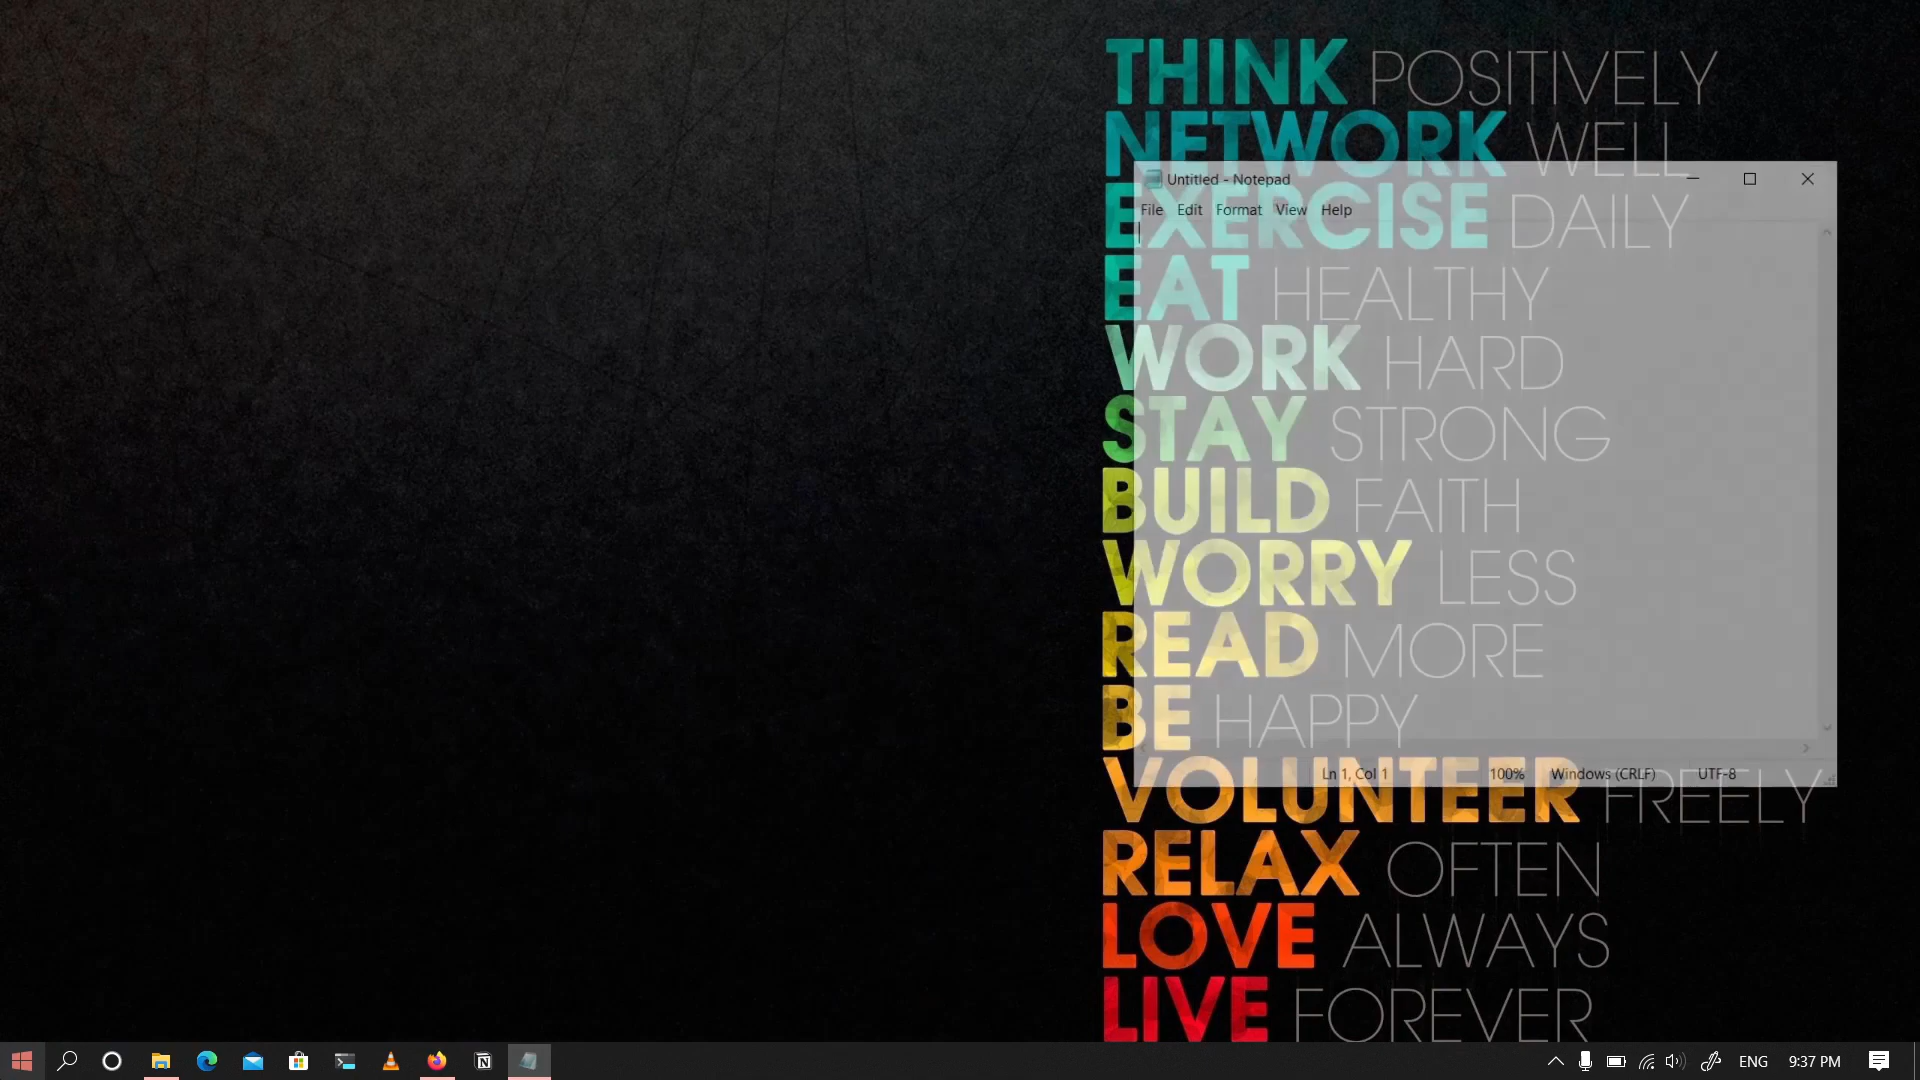 THINK POSITIVELY
NETWORK WELL
Untitled - Notepad
File Edit Format View Help
EXERCISE DAILY
EAT HEALTHY
WORK HARD
STAY STRONG
BUILD FAITH
WORRY LESS
READ MORE
BE HAPPY
Ln 1, Col 1 100% Windows (CRLF) UTF-8
VOLUNTEER FREELY
RELAX OFTEN
LOVE ALWAYS
LIVE FOREVER
ENG 9:37 PM